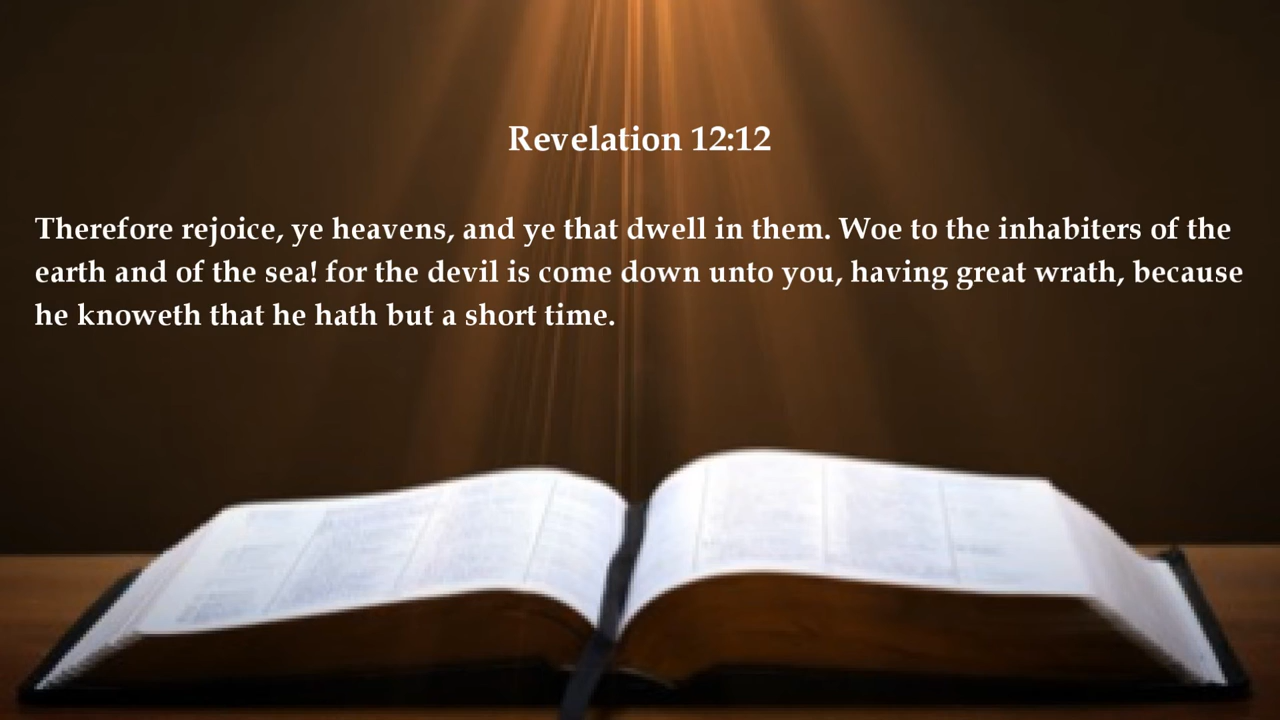 Revelation 12:12
Therefore rejoice, ye heavens, and ye that dwell in them. Woe to the inhabiters of the
earth and of the sea! for the devil is come down unto you, having great wrath, because
he knoweth that he hath but a short time.